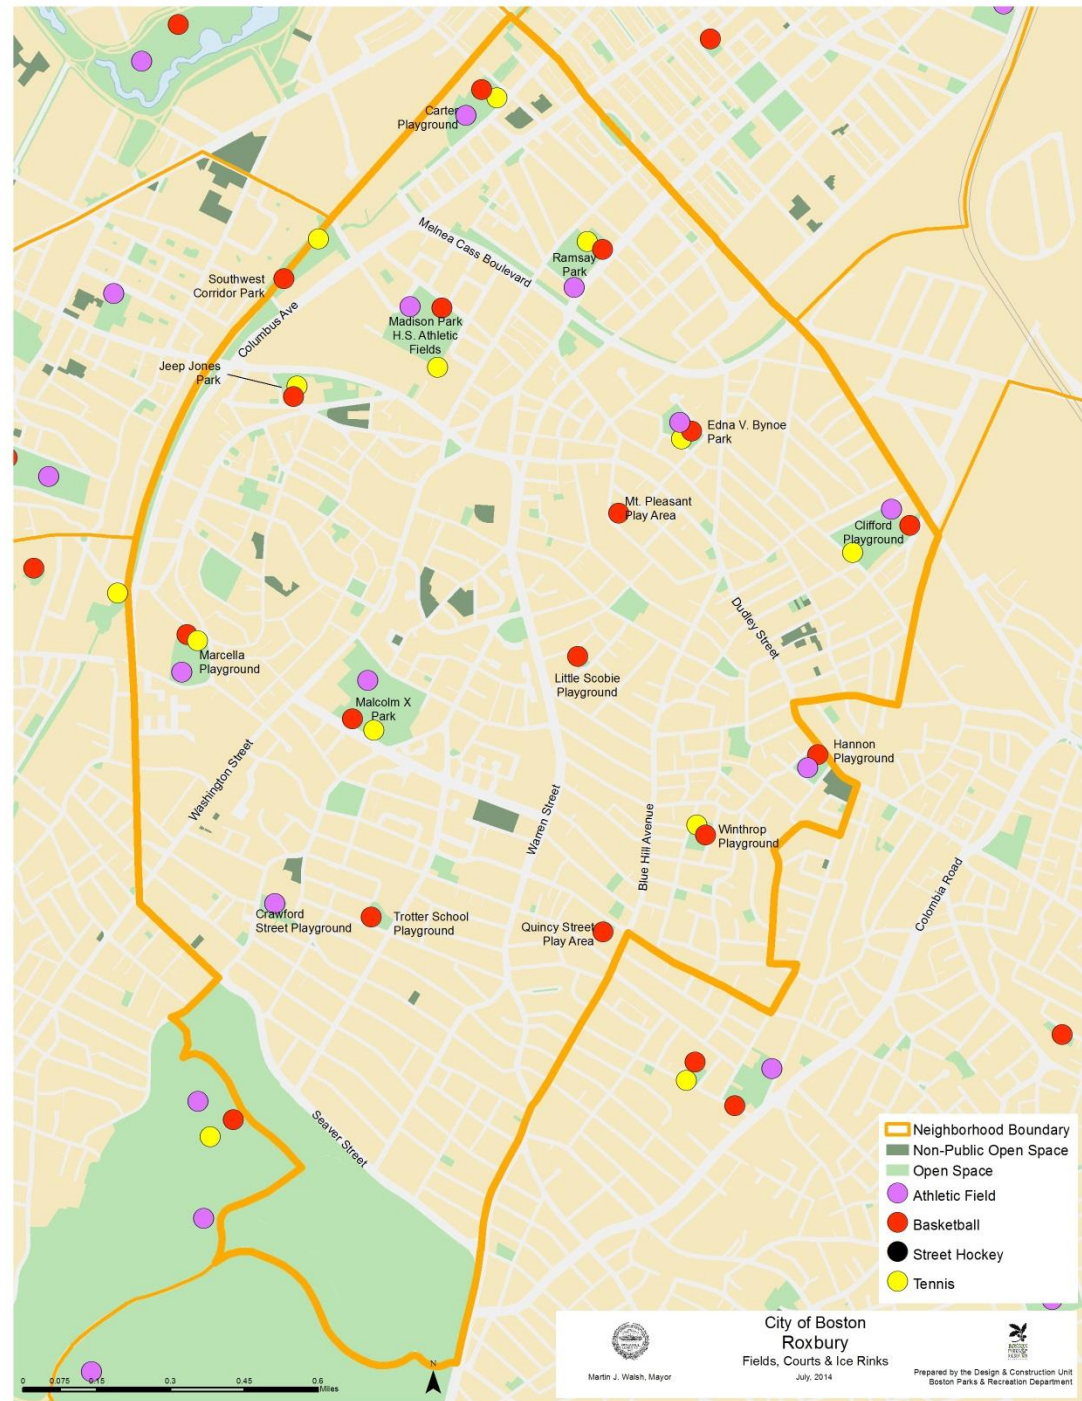 Carter
Playground
Melnea Cass Boulevard
Ramsay
Park
Southwest
Corridor Park
Columbus Ave
Madison Park
H.S. Athletic
Fields
Jeep Jones
Park
Edna V. Bynoe
Park
Mt. Pleasant
Play Area
Clifford
Playground
Dudley Street
Marcella
Playground
Little Scobie
Playground
Malcolm X
Park
Hannon
Playground
Washington Street
Warren Street
Blue Hill Avenue
Winthrop
Playground
Colombia Road
Crawford
Street Playground
Trotter School
Playground
Quincy Street
Play Area
Seaver Street
Neighborhood Boundary
Non-Public Open Space
Open Space
Athletic Field
Basketball
Street Hockey
Tennis
City of Boston
Roxbury
Fields, Courts & Ice Rinks
July, 2014
Martin J. Walsh, Mayor
Prepared by the Design & Construction Unit
Boston Parks & Recreation Department
N
0 0.075 0.15 0.3 0.45 0.6
Miles